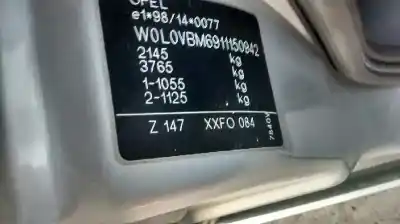 OPEL
e1*98/14*0077
W0L0VBM6911150942
2145 kg
3765 kg
1-1055 kg
2-1125 kg
Z 147 XXFO 064